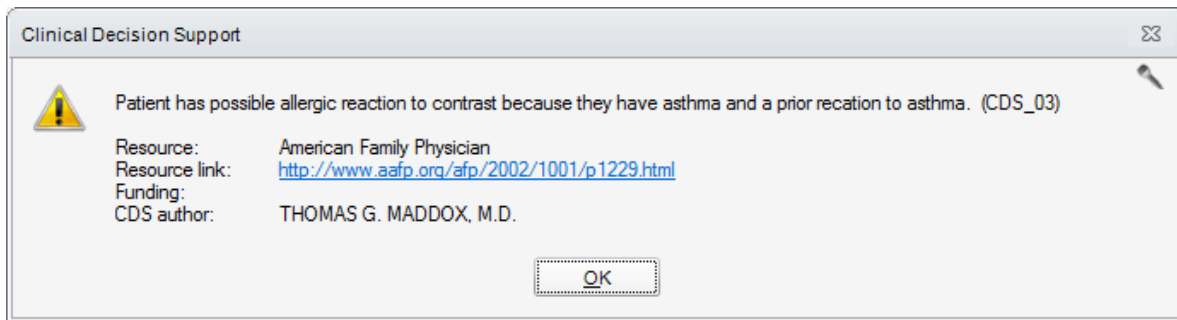 Clinical Decision Support
Patient has possible allergic reaction to contrast because they have asthma and a prior recation to asthma. (CDS_03)
Resource: American Family Physician
Resource link: http://www.aafp.org/afp/2002/1001/p1229.html
Funding:
CDS author: THOMAS G. MADDOX, M.D.
OK